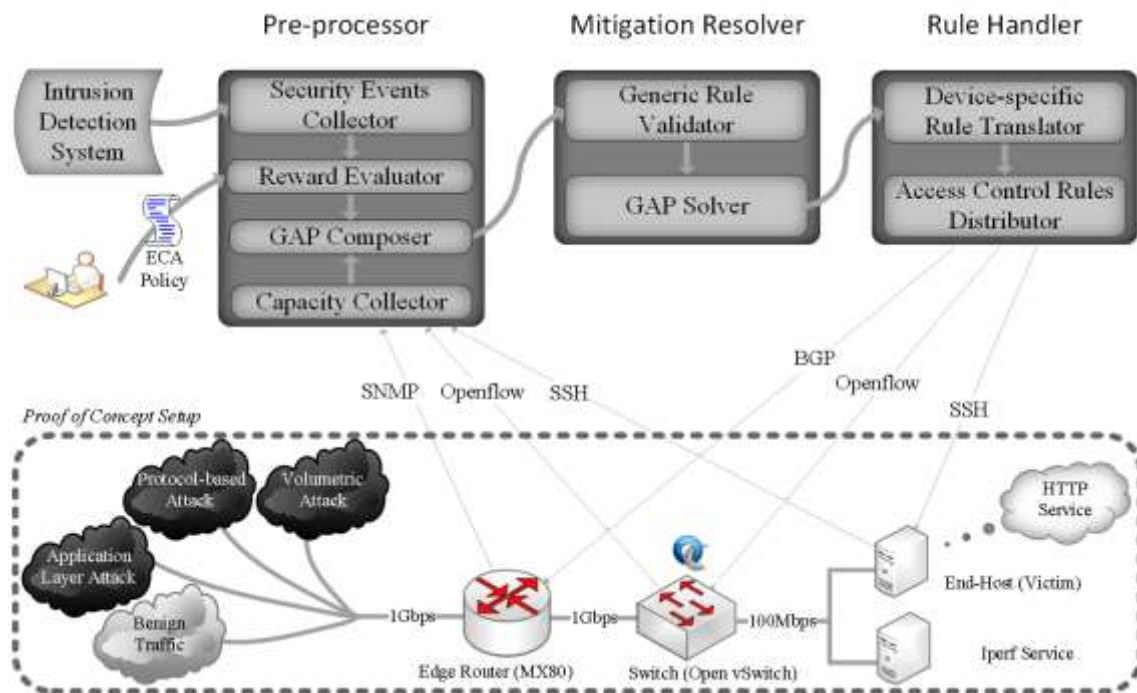 Pre-processor
Mitigation Resolver
Rule Handler
Intrusion
Detection
System
Security Events
Collector
Reward Evaluator
GAP Composer
Capacity Collector
ECA
Policy
Generic Rule
Validator
GAP Solver
Device-specific
Rule Translator
Access Control Rules
Distributor
SNMP
Openflow
SSH
BGP
Openflow
SSH
Proof of Concept Setup
Protocol-based
Attack
Volumetric
Attack
Application
Layer Attack
Benign
Traffic
1Gbps
Edge Router (MX80)
1Gbps
Switch (Open vSwitch)
100Mbps
HTTP
Service
End-Host (Victim)
Iperf Service